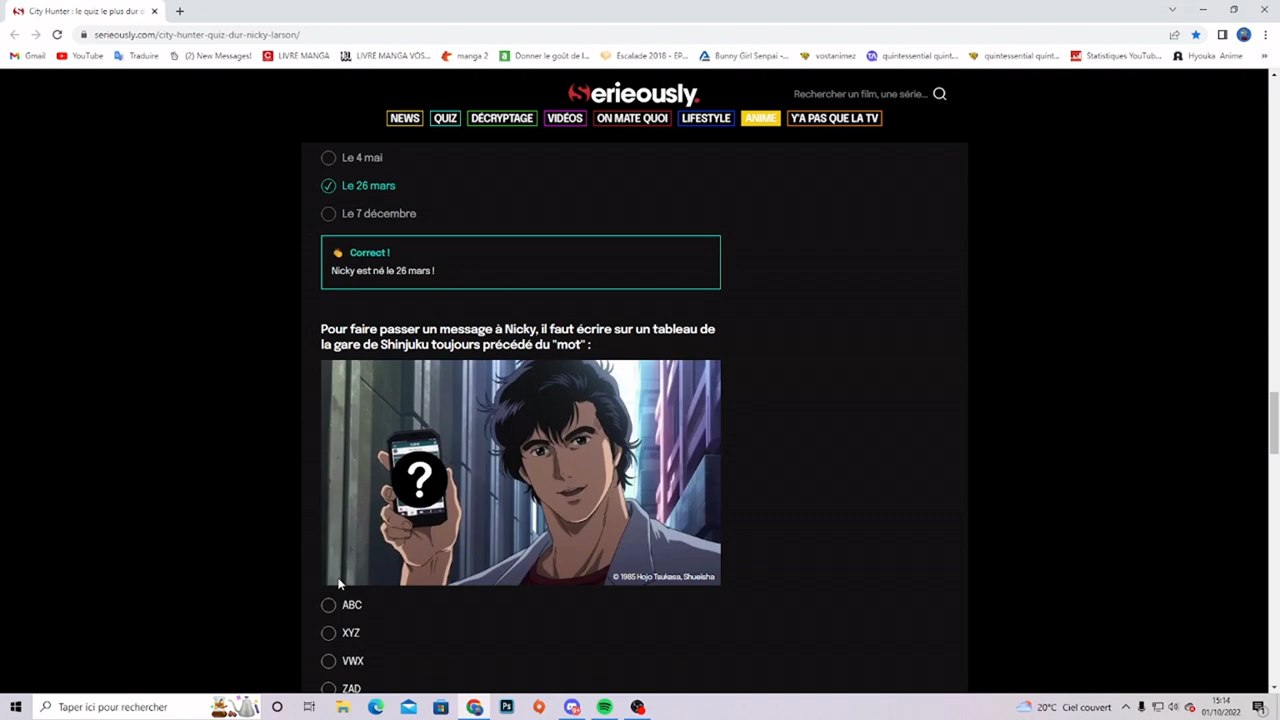 City Hunter : le quiz le plus dur d
serieously.com/city-hunter-quiz-dur-nicky-larson/
Gmail YouTube Traduire (2) New Messages! LIVRE MANGA LIVRE MANGA VOS... manga 2 Donner le goût de l... Escalade 2018 - EP... Bunny Girl Senpai -... vostanimez quintessential quint... quintessential quint... Statistiques YouTub... Hyouka Anime »
Serieously.
Rechercher un film, une série...
NEWS QUIZ DÉCRYPTAGE VIDÉOS ON MATE QUOI LIFESTYLE ANIME Y'A PAS QUE LA TV
Le 4 mai
Le 26 mars
Le 7 décembre
Correct !
Nicky est né le 26 mars !
Pour faire passer un message à Nicky, il faut écrire sur un tableau de
la gare de Shinjuku toujours précédé du "mot" :
?
© 1985 Hojo Tsukasa, Shueisha
ABC
XYZ
VWX
ZAD
Taper ici pour rechercher
20°C Ciel couvert
15:14
01/10/2022